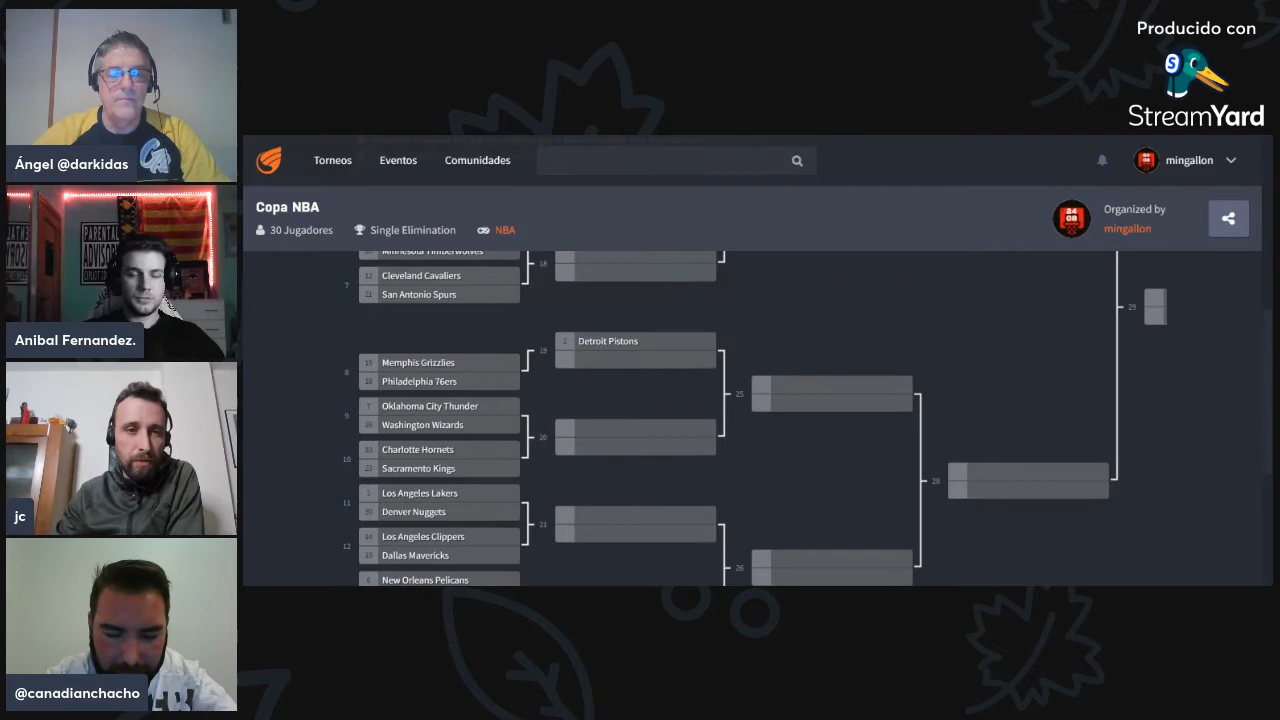 Producido con
StreamYard
Ángel @darkidas
PARENTAL
ADVISORY
Anibal Fernandez.
jc
@canadianchacho
Torneos
Eventos
Comunidades
mingallon
Copa NBA
30 Jugadores
Single Elimination
NBA
Organized by
mingallon
Minnesota Timberwolves
7
12 Cleveland Cavaliers
21 San Antonio Spurs
18
8
Memphis Grizzlies
Philadelphia 76ers
19
2 Detroit Pistons
9
7 Oklahoma City Thunder
Washington Wizards
20
25
10
10 Charlotte Hornets
23 Sacramento Kings
11
3 Los Angeles Lakers
30 Denver Nuggets
21
12
14 Los Angeles Clippers
Dallas Mavericks
26
6 New Orleans Pelicans
28
29